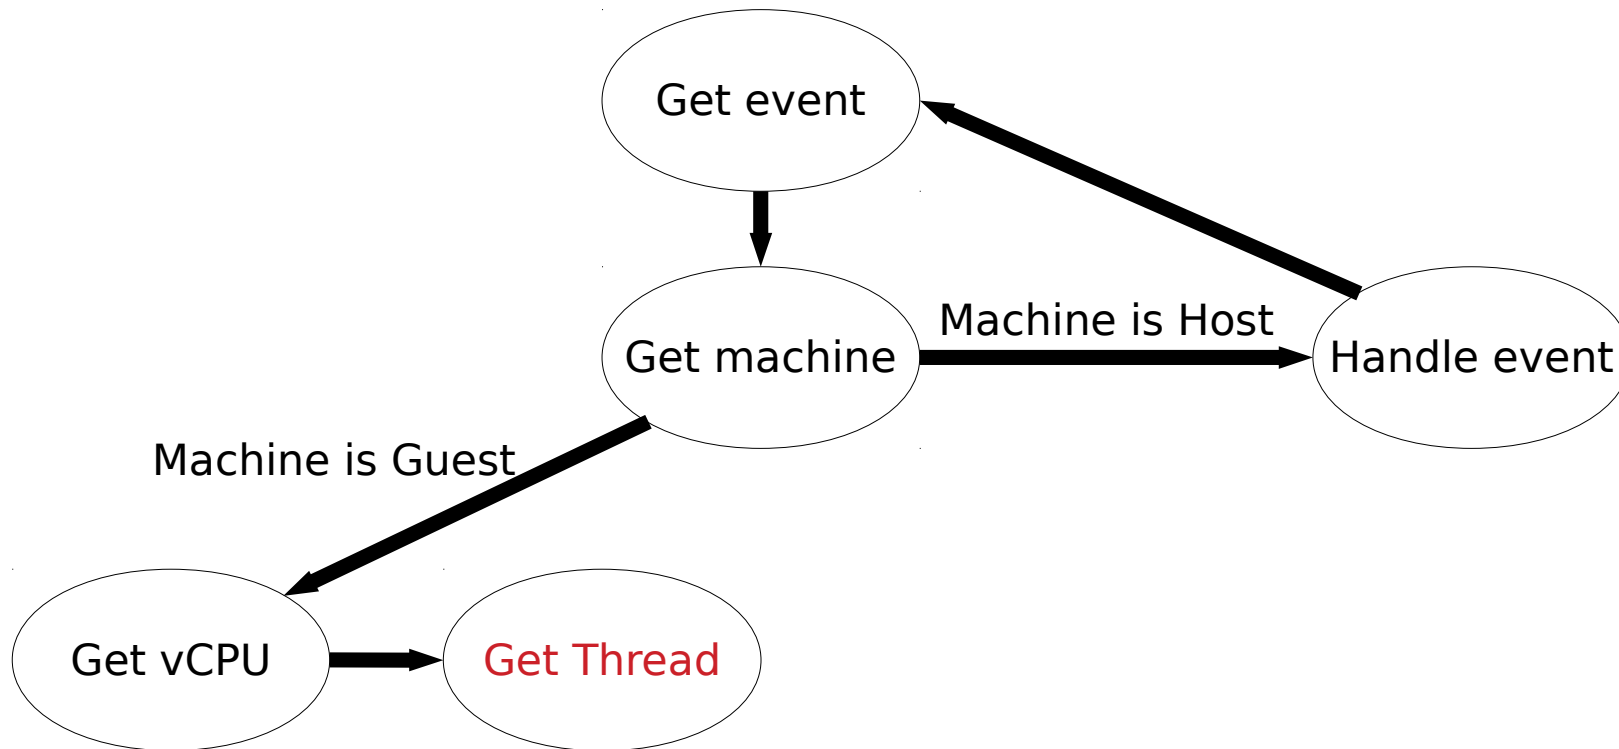 Get event
Machine is Host
Get machine
Handle event
Machine is Guest
Get vCPU
Get Thread